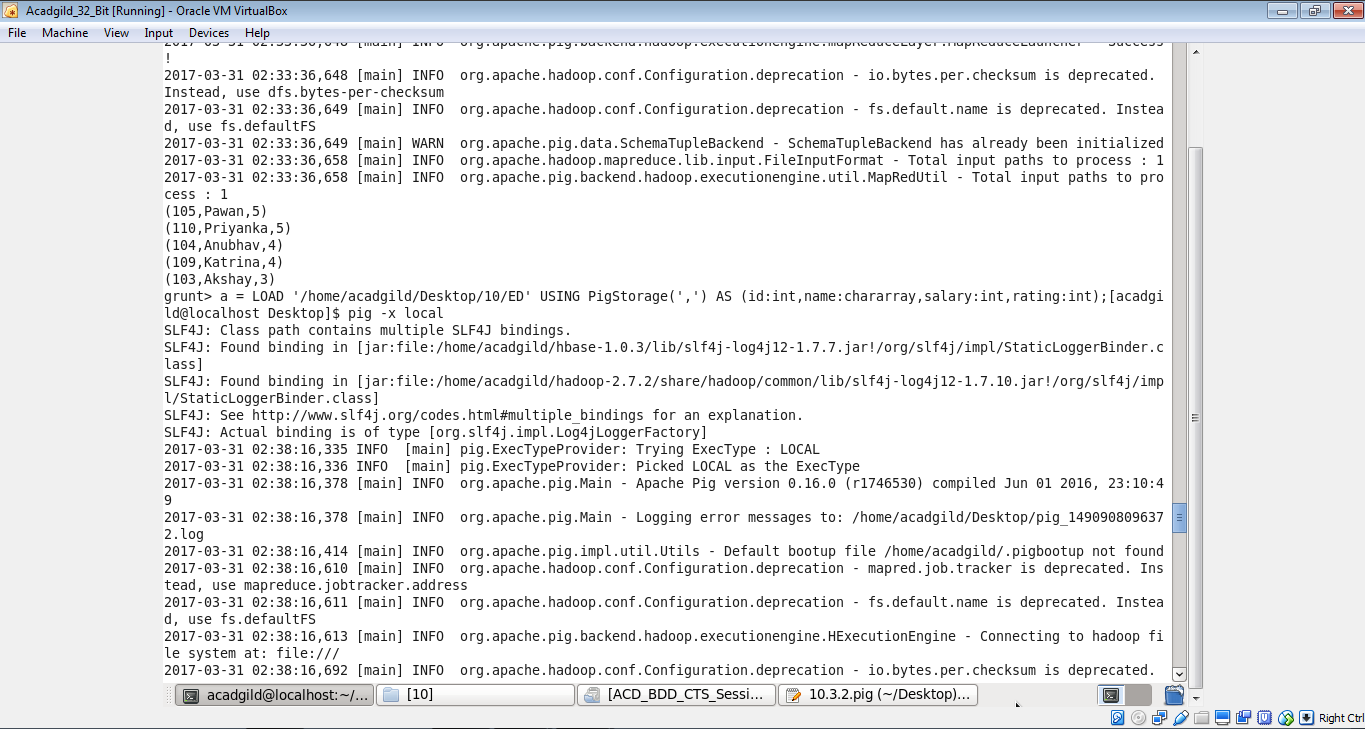 Acadgild_32_Bit [Running] - Oracle VM VirtualBox
File Machine View Input Devices Help
2017-03-31 02:33:36,648 [main] INFO  org.apache.pig.backend.hadoop.executionengine.mapReduceLayer.MapReduceLauncher - Success
!
2017-03-31 02:33:36,648 [main] INFO  org.apache.hadoop.conf.Configuration.deprecation - io.bytes.per.checksum is deprecated.
Instead, use dfs.bytes-per-checksum
2017-03-31 02:33:36,649 [main] INFO  org.apache.hadoop.conf.Configuration.deprecation - fs.default.name is deprecated. Instea
d, use fs.defaultFS
2017-03-31 02:33:36,649 [main] WARN  org.apache.pig.data.SchemaTupleBackend - SchemaTupleBackend has already been initialized
2017-03-31 02:33:36,658 [main] INFO  org.apache.hadoop.mapreduce.lib.input.FileInputFormat - Total input paths to process : 1
2017-03-31 02:33:36,658 [main] INFO  org.apache.pig.backend.hadoop.executionengine.util.MapRedUtil - Total input paths to pro
cess : 1
(105,Pawan,5)
(110,Priyanka,5)
(104,Anubhav,4)
(109,Katrina,4)
(103,Akshay,3)
grunt> a = LOAD '/home/acadgild/Desktop/10/ED' USING PigStorage(',') AS (id:int,name:chararray,salary:int,rating:int);[acadgi
ld@localhost Desktop]$ pig -x local
SLF4J: Class path contains multiple SLF4J bindings.
SLF4J: Found binding in [jar:file:/home/acadgild/hbase-1.0.3/lib/slf4j-log4j12-1.7.7.jar!/org/slf4j/impl/StaticLoggerBinder.c
lass]
SLF4J: Found binding in [jar:file:/home/acadgild/hadoop-2.7.2/share/hadoop/common/lib/slf4j-log4j12-1.7.10.jar!/org/slf4j/imp
l/StaticLoggerBinder.class]
SLF4J: See http://www.slf4j.org/codes.html#multiple_bindings for an explanation.
SLF4J: Actual binding is of type [org.slf4j.impl.Log4jLoggerFactory]
2017-03-31 02:38:16,335 INFO  [main] pig.ExecTypeProvider: Trying ExecType : LOCAL
2017-03-31 02:38:16,336 INFO  [main] pig.ExecTypeProvider: Picked LOCAL as the ExecType
2017-03-31 02:38:16,378 [main] INFO  org.apache.pig.Main - Apache Pig version 0.16.0 (r1746530) compiled Jun 01 2016, 23:10:4
9
2017-03-31 02:38:16,378 [main] INFO  org.apache.pig.Main - Logging error messages to: /home/acadgild/Desktop/pig_149090809637
2.log
2017-03-31 02:38:16,414 [main] INFO  org.apache.pig.impl.util.Utils - Default bootup file /home/acadgild/.pigbootup not found
2017-03-31 02:38:16,610 [main] INFO  org.apache.hadoop.conf.Configuration.deprecation - mapred.job.tracker is deprecated. Ins
tead, use mapreduce.jobtracker.address
2017-03-31 02:38:16,611 [main] INFO  org.apache.hadoop.conf.Configuration.deprecation - fs.default.name is deprecated. Instea
d, use fs.defaultFS
2017-03-31 02:38:16,613 [main] INFO  org.apache.pig.backend.hadoop.executionengine.HExecutionEngine - Connecting to hadoop fi
le system at: file:///
2017-03-31 02:38:16,692 [main] INFO  org.apache.hadoop.conf.Configuration.deprecation - io.bytes.per.checksum is deprecated.
acadgild@localhost:~/... [10] [ACD_BDD_CTS_Sessi... 10.3.2.pig (~/Desktop)...
Right Ctrl